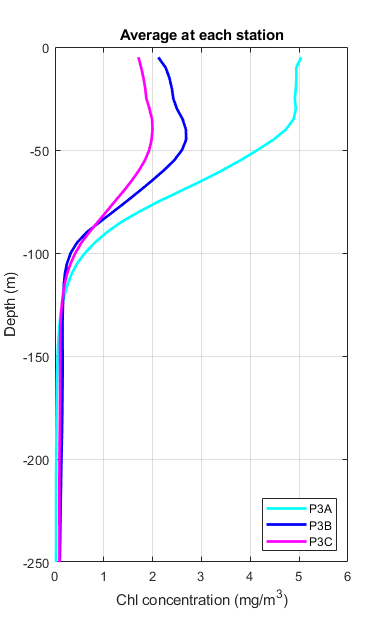 Average at each station
0
-50
-100
-150
-200
-250
Depth (m)
0 1 2 3 4 5 6
Chl concentration (mg/m³)
P3A
P3B
P3C